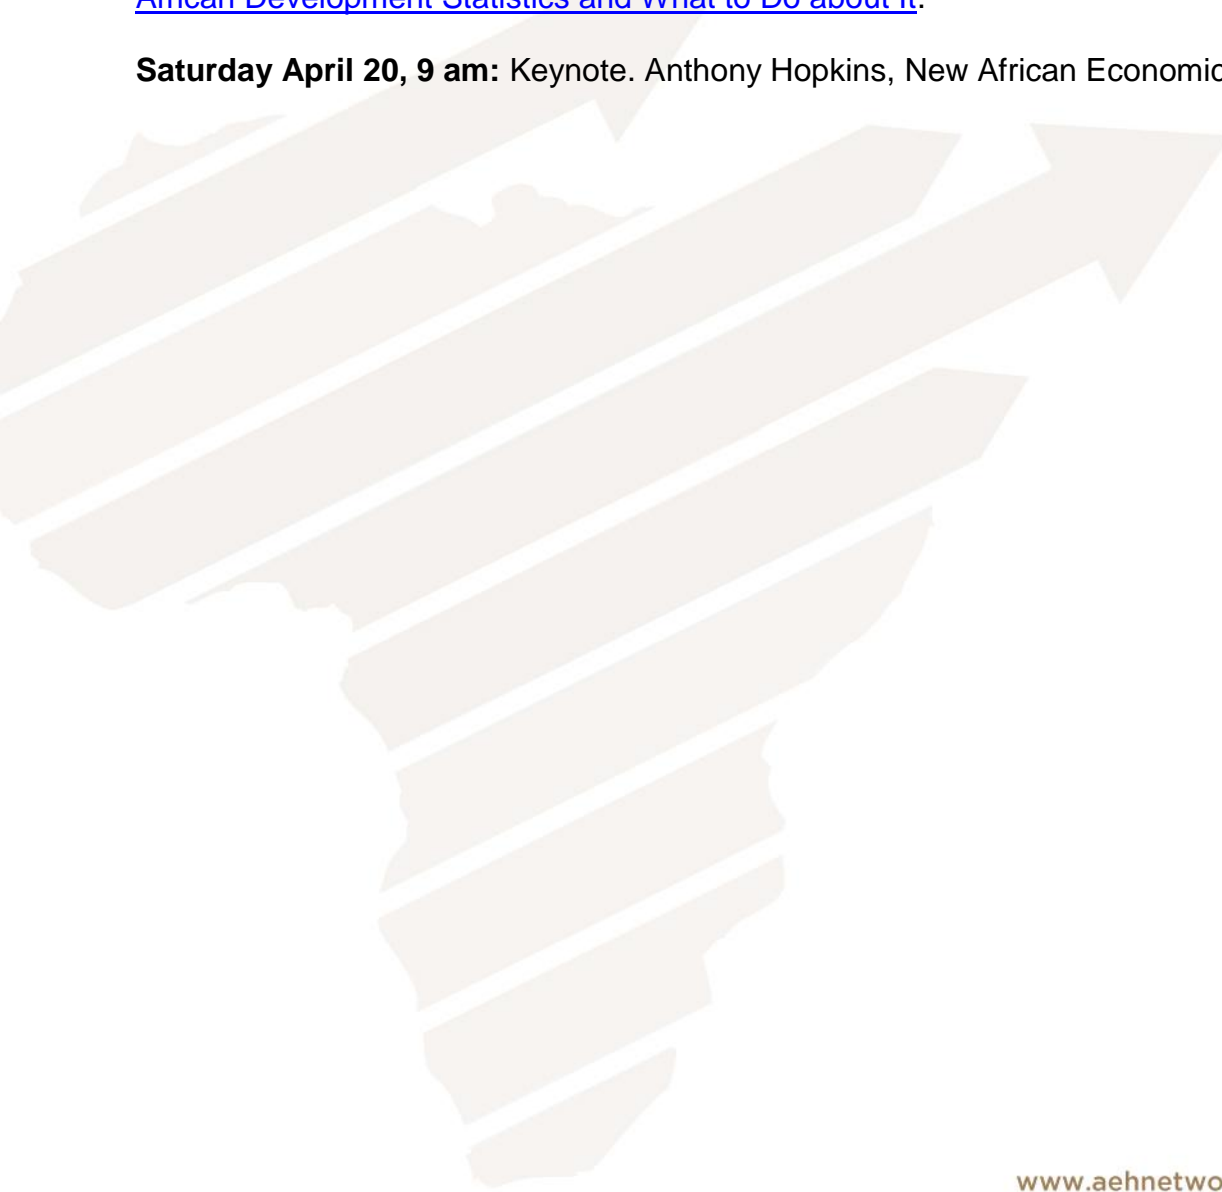 African Development Statistics and What to Do about It.
Saturday April 20, 9 am: Keynote. Anthony Hopkins, New African Economic
www.aehnetwo